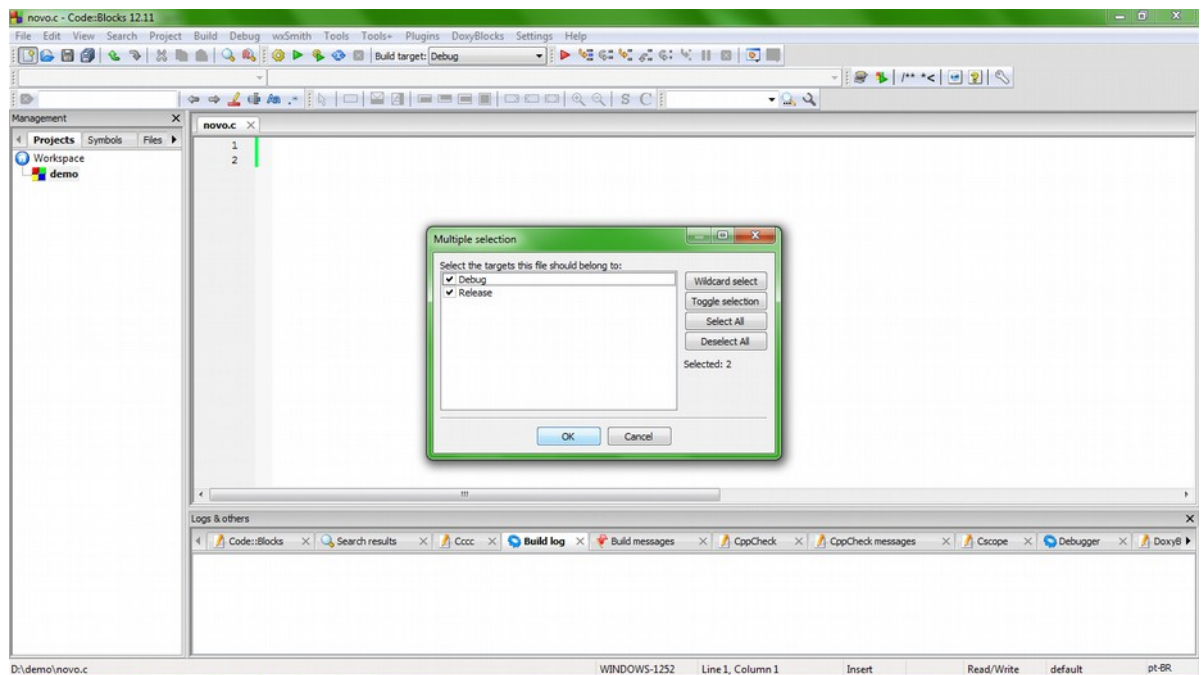 novo.c - Code::Blocks 12.11
File Edit View Search Project Build Debug wxSmith Tools Tools+ Plugins DoxyBlocks Settings Help
Build target: Debug
/** *<
S C
Management
novo.c
Projects Symbols Files
1
Workspace
2
demo
Multiple selection
Select the targets this file should belong to:
Debug
Wildcard select
Release
Toggle selection
Select All
Deselect All
Selected: 2
OK Cancel
Logs & others
Code::Blocks Search results Cccc Build log Build messages CppCheck CppCheck messages Cscope Debugger DoxyB
D:\demo\novo.c WINDOWS-1252 Line 1, Column 1 Insert Read/Write default pt-BR